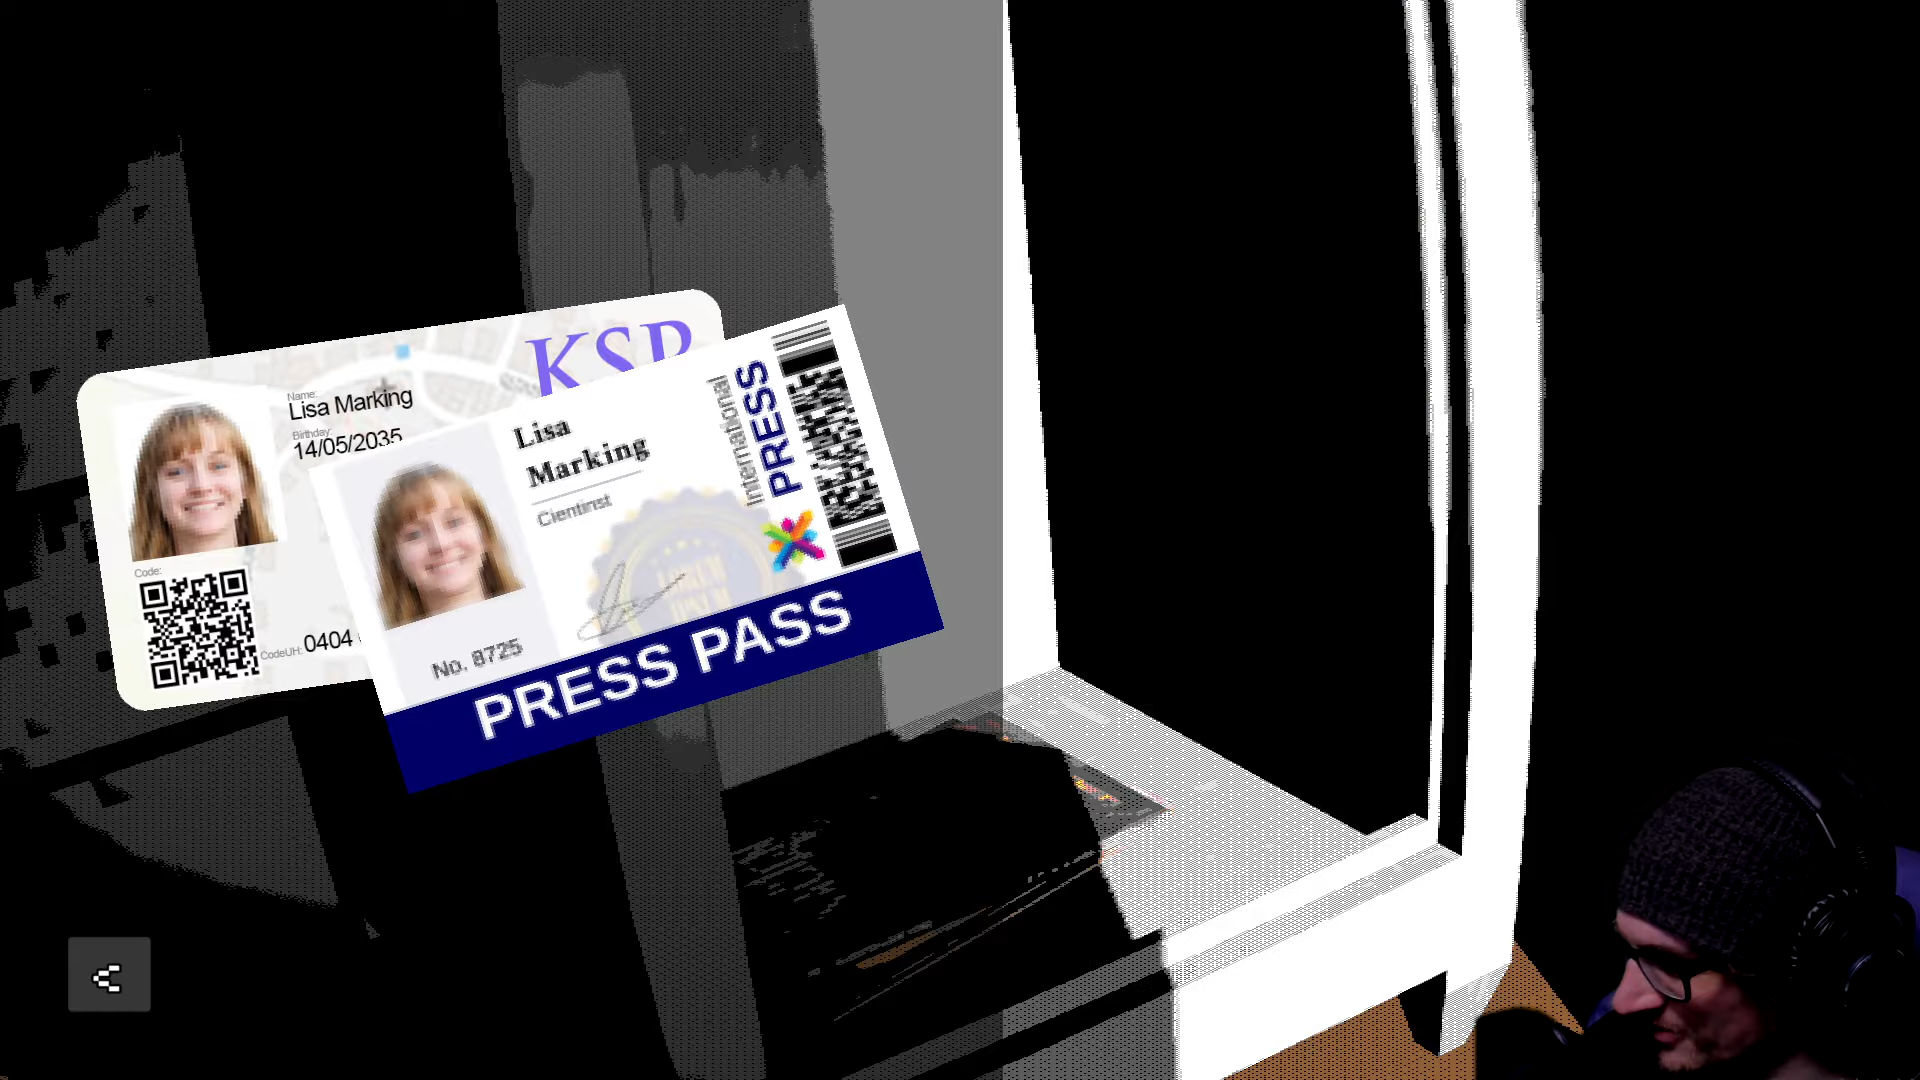 KSP
Name:
Lisa Marking
Birthday:
14/05/2035
Code:
CodeUH: 0404
Lisa
Marking
Cientinst
International
PRESS
No. 8725
PRESS PASS